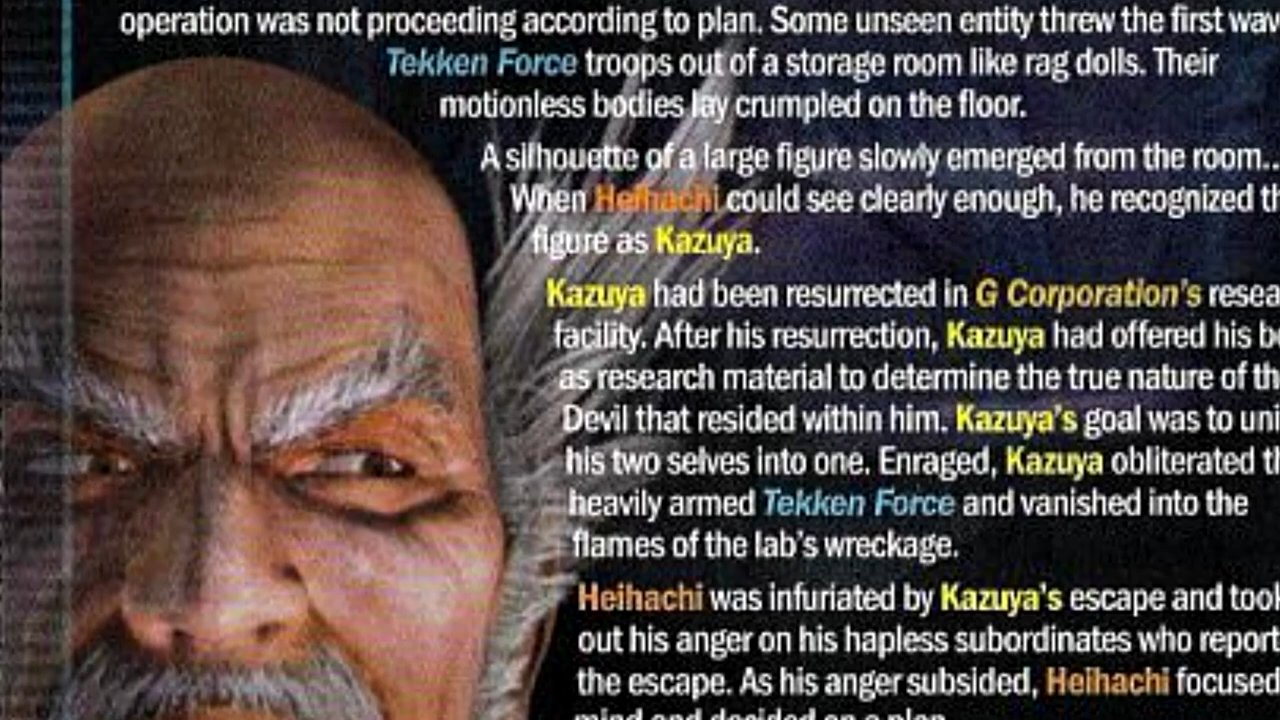 operation was not proceeding according to plan. Some unseen entity threw the first wav
Tekken Force troops out of a storage room like rag dolls. Their
motionless bodies lay crumpled on the floor.
A silhouette of a large figure slowly emerged from the room..
When Heihachi could see clearly enough, he recognized th
figure as Kazuya.
Kazuya had been resurrected in G Corporation's resea
facility. After his resurrection, Kazuya had offered his bo
as research material to determine the true nature of th
Devil that resided within him. Kazuya's goal was to uni
his two selves into one. Enraged, Kazuya obliterated th
heavily armed Tekken Force and vanished into the
flames of the lab's wreckage.
Heihachi was infuriated by Kazuya's escape and took
out his anger on his hapless subordinates who report
the escape. As his anger subsided, Heihachi focused
mind and decided on a plan